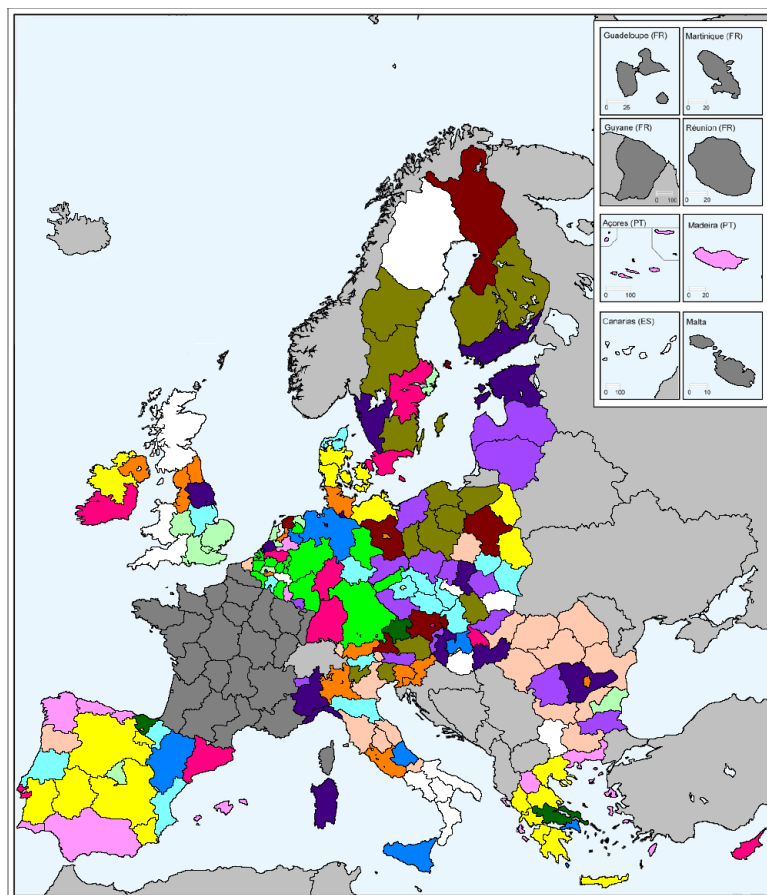 Guadeloupe (FR)
Martinique (FR)
0 25
0 20
Guyane (FR)
Réunion (FR)
0 100
0 20
Açores (PT)
Madeira (PT)
0 100
0 20
Canarias (ES)
Malta
0 100
0 10